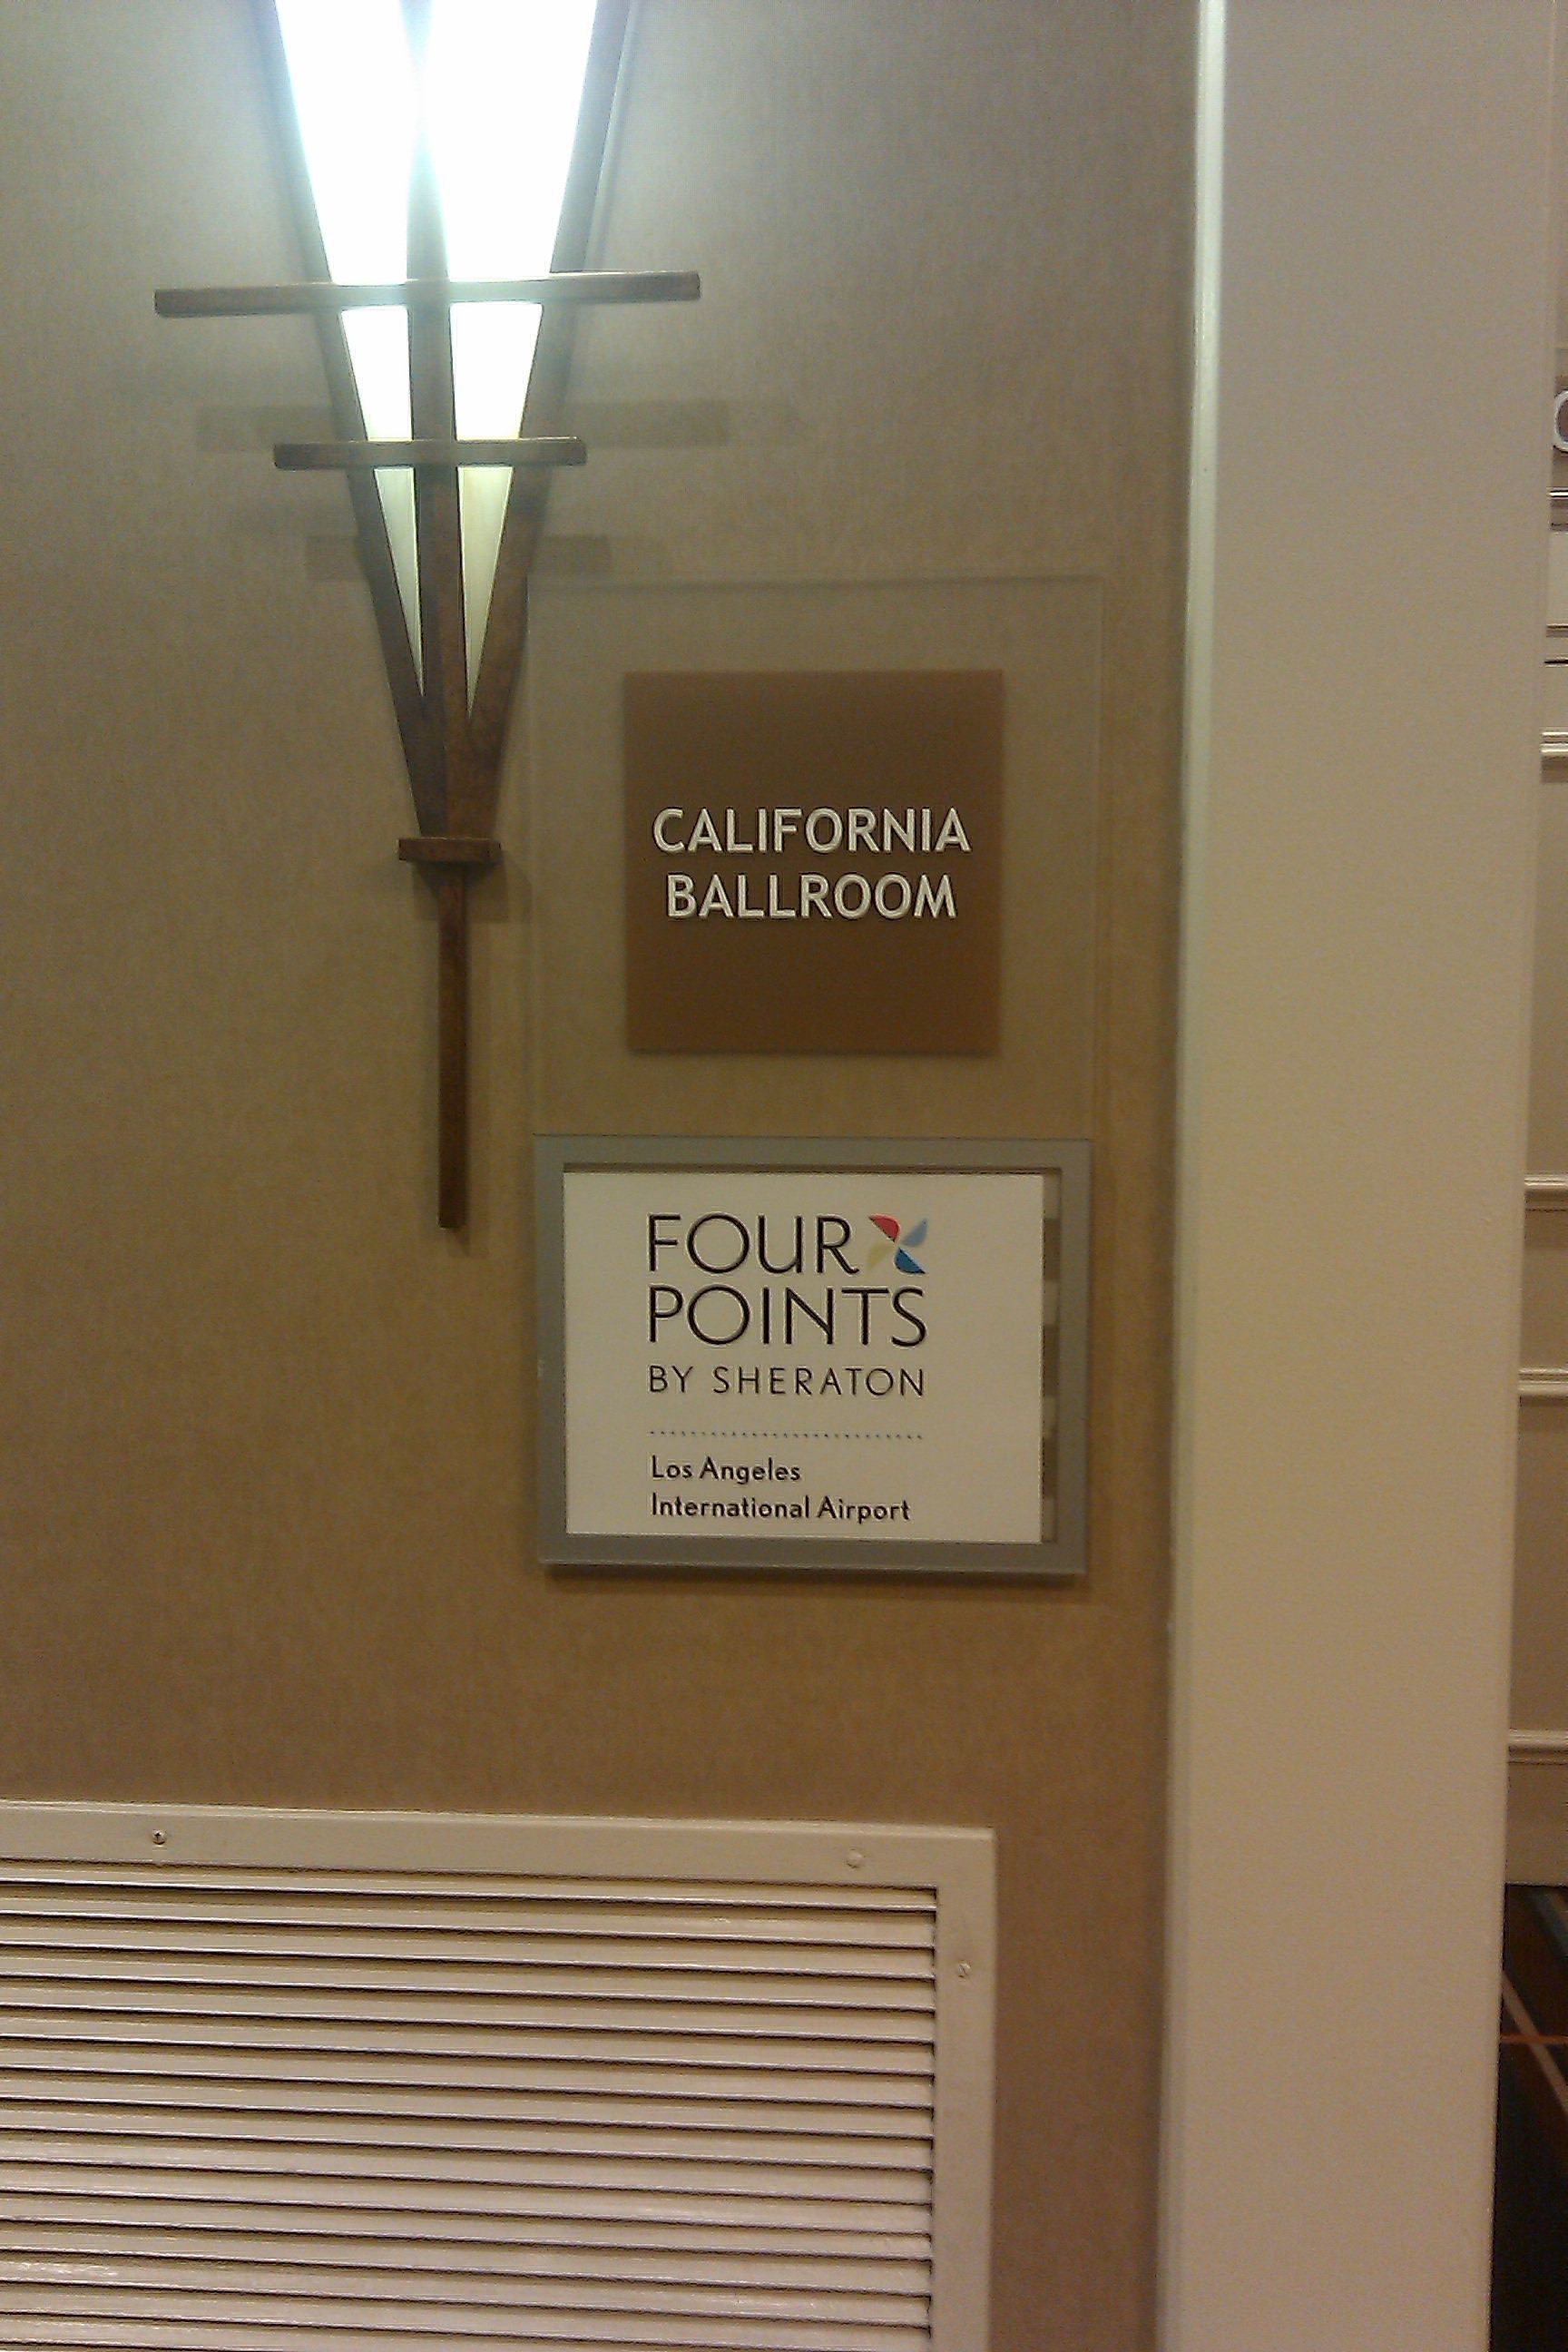 CALIFORNIA
BALLROOM
FOUR
POINTS
BY SHERATON
Los Angeles
International Airport